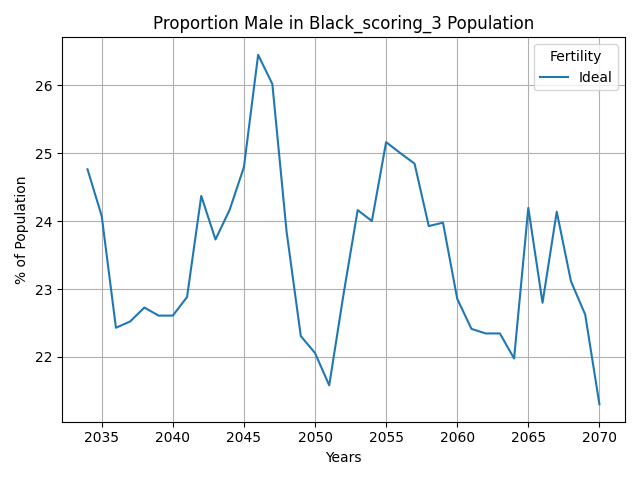 Proportion Male in Black_scoring_3 Population
Fertility
Ideal
26
25
24
23
22
% of Population
2035 2040 2045 2050 2055 2060 2065 2070
Years